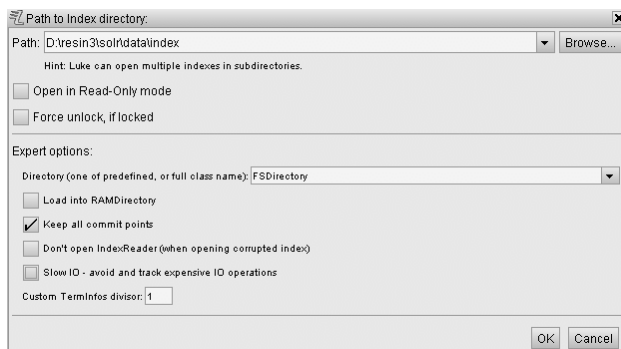 Path to Index directory:
Path: D:\resin3\solr\data\index Browse...
Hint: Luke can open multiple indexes in subdirectories.
Open in Read-Only mode
Force unlock, if locked
Expert options:
Directory (one of predefined, or full class name): FSDirectory
Load into RAMDirectory
Keep all commit points
Don't open IndexReader (when opening corrupted index)
Slow IO - avoid and track expensive IO operations
Custom TermInfos divisor: 1
OK Cancel